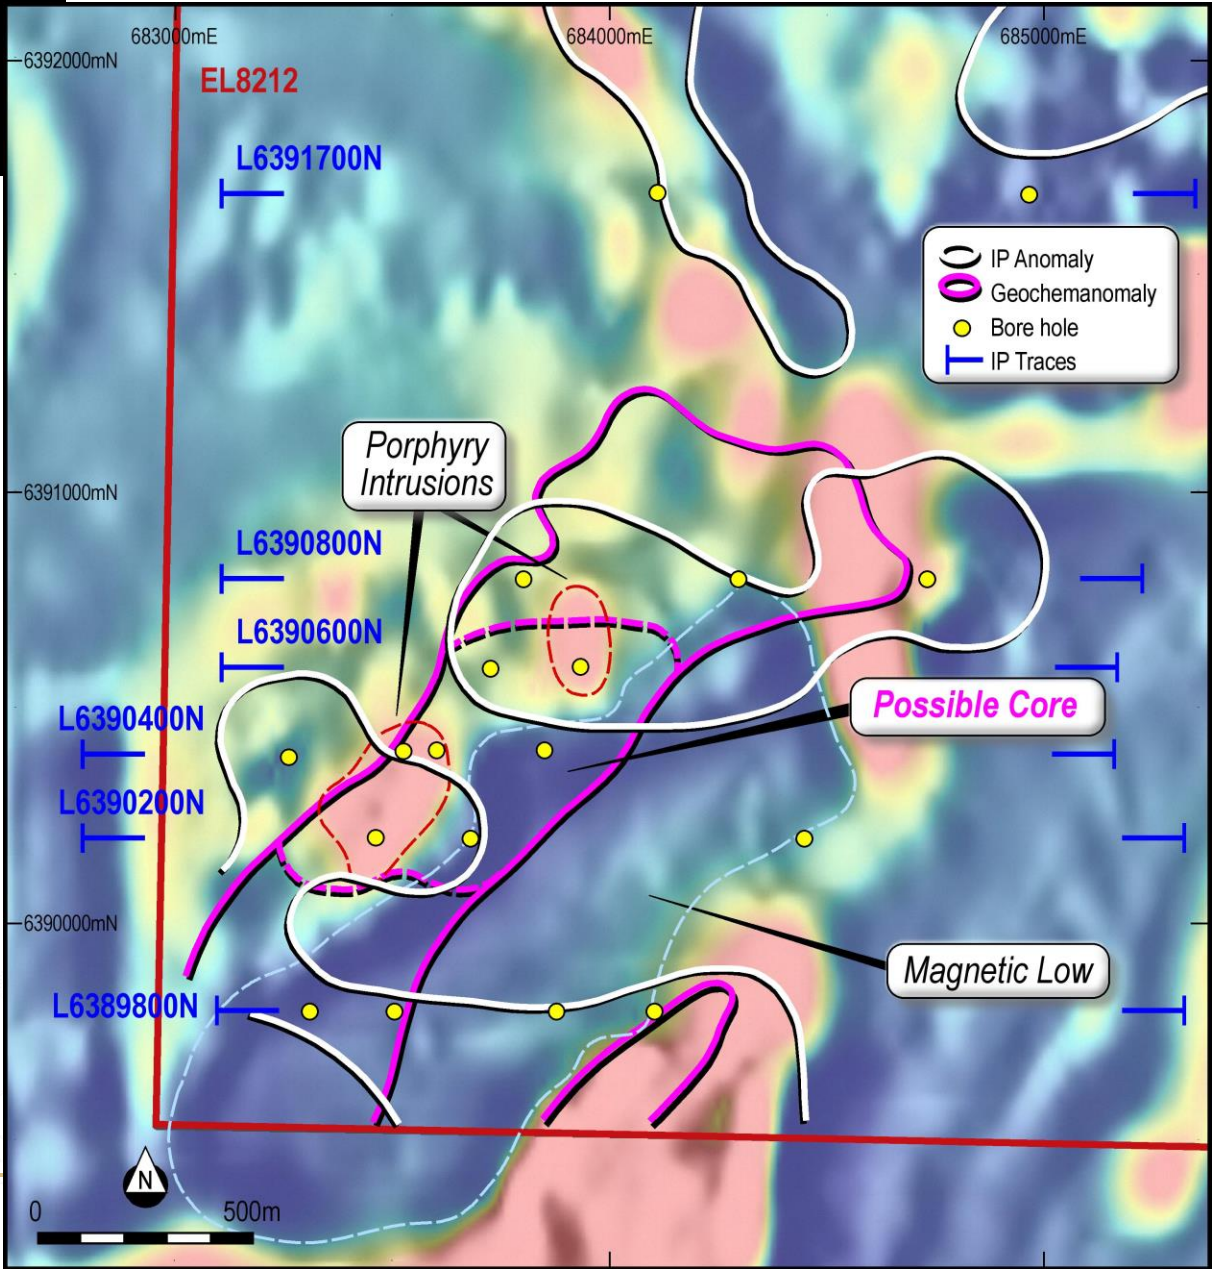 683000mE
684000mE
685000mE
6392000mN
EL8212
L6391700N
IP Anomaly
Geochemanomaly
Bore hole
IP Traces
Porphyry
Intrusions
6391000mN
L6390800N
L6390600N
L6390400N
Possible Core
L6390200N
6390000mN
Magnetic Low
L6389800N
N
0
500m